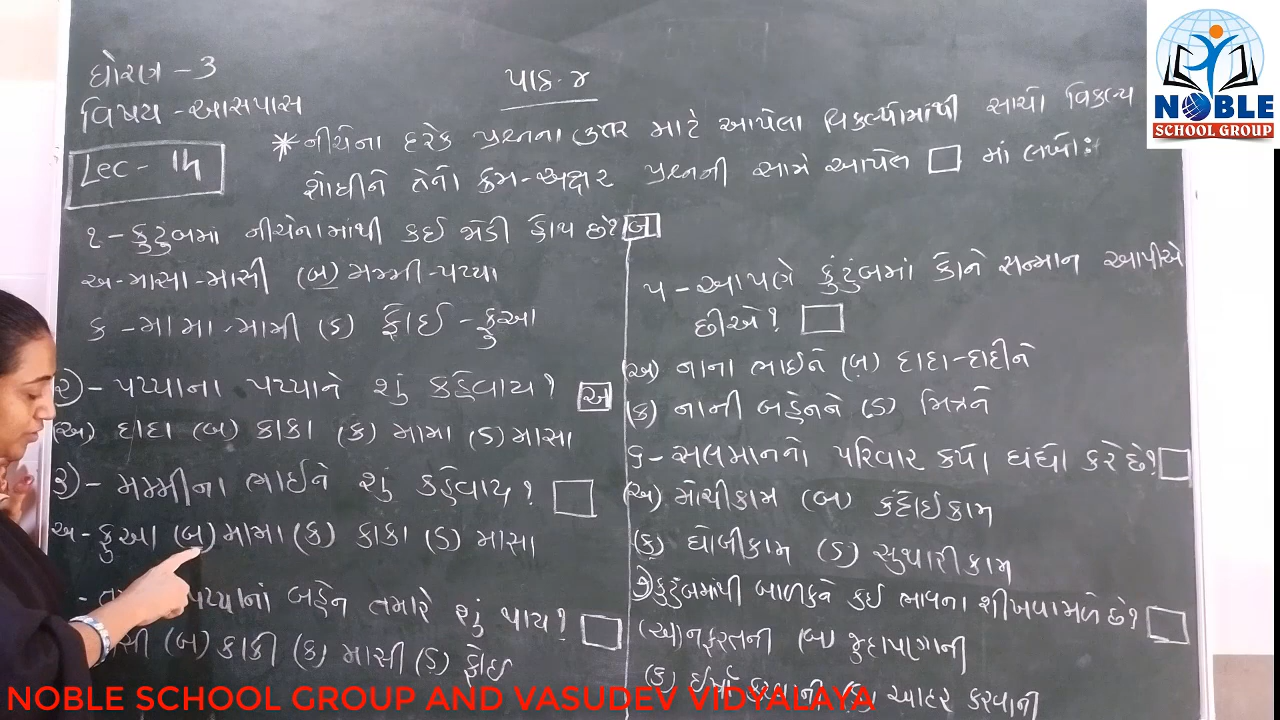 ધોરણ - 3
વિષય - આસપાસ
Lec - 14
પાઠ. ૪
* નીચેના દરેક પ્રશ્નના ઉત્તર માટે આપેલા વિકલ્પોમાંથી સાચો વિકલ્પ
શોધીને તેનો ક્રમ-અક્ષર પ્રશ્નની સામે આપેલ □ માં લખો:
૧ - કુટુંબમાં નીચેનામાંથી કઈ જોડી હોય છે? બ
અ - માસા - માસી (બ) મમ્મી - પપ્પા
ક - મામા - મામી (ડ) ફોઈ - ફુઆ
૨) - પપ્પાના પપ્પાને શું કહેવાય? અ
(અ) દાદા (બ) કાકા (ક) મામા (ડ) માસા
૩) - મમ્મીના ભાઈને શું કહેવાય? □
અ - ફુઆ (બ) મામા (ક) કાકા (ડ) માસા
- પપ્પાનાં બહેન તમારે શું થાય? □
(બ) કાકી (ક) માસી (ડ) ફોઈ
૫ - આપણે કુંટુંબમાં કોને સન્માન આપીએ
છીએ? □
(અ) નાના ભાઈને (બ) દાદા-દાદીને
(ક) નાની બહેનને (ડ) મિત્રને
૬ - સલમાનનો પરિવાર કયો ધંધો કરે છે? □
(અ) મોચીકામ (બ) કંદોઈકામ
(ક) ધોબીકામ (ડ) સુથારીકામ
૭) કુટુંબમાંથી બાળકને કઈ ભાવના શીખવા મળે છે? □
(અ) નફરતની (બ) જુદાપણાની
(ક) ઈર્ષા કરવાની (ડ) આદર કરવાની
NOBLE
SCHOOL GROUP
NOBLE SCHOOL GROUP AND VASUDEV VIDYALAYA